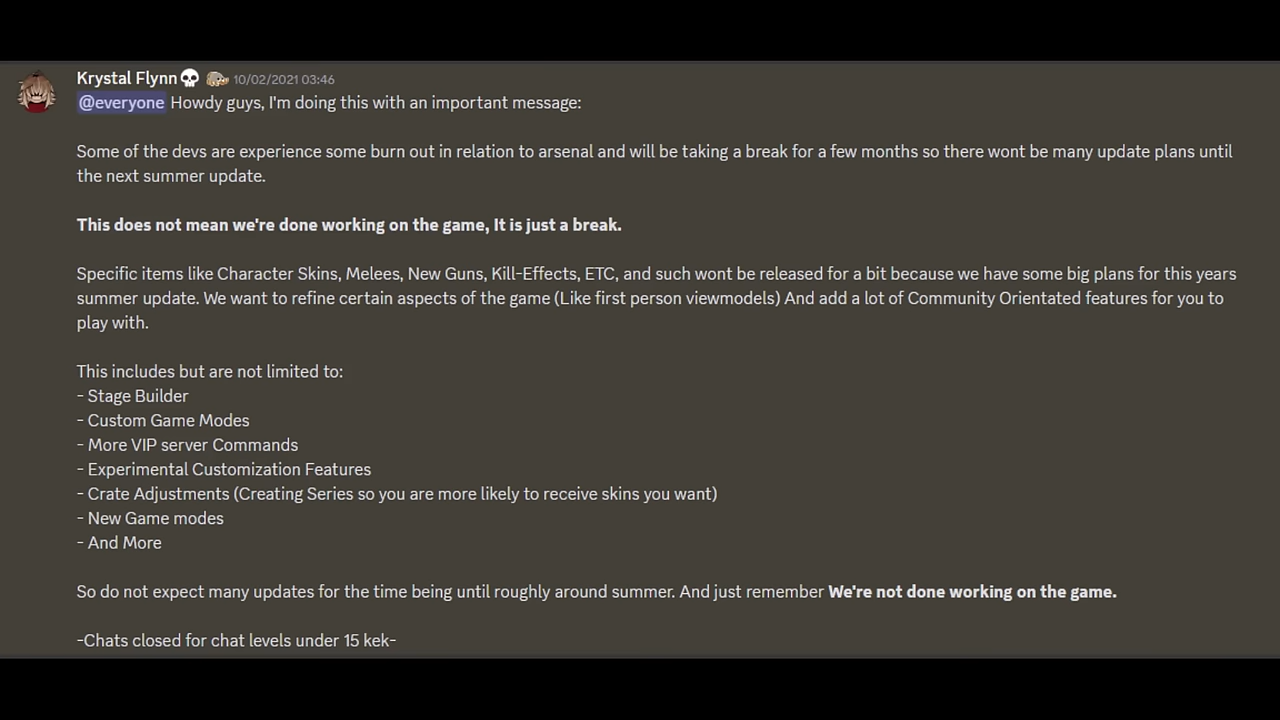 Krystal Flynn💀 10/02/2021 03:46
@everyone Howdy guys, I'm doing this with an important message:
Some of the devs are experience some burn out in relation to arsenal and will be taking a break for a few months so there wont be many update plans until
the next summer update.
This does not mean we're done working on the game, It is just a break.
Specific items like Character Skins, Melees, New Guns, Kill-Effects, ETC, and such wont be released for a bit because we have some big plans for this years
summer update. We want to refine certain aspects of the game (Like first person viewmodels) And add a lot of Community Orientated features for you to
play with.
This includes but are not limited to:
- Stage Builder
- Custom Game Modes
- More VIP server Commands
- Experimental Customization Features
- Crate Adjustments (Creating Series so you are more likely to receive skins you want)
- New Game modes
- And More
So do not expect many updates for the time being until roughly around summer. And just remember We're not done working on the game.
-Chats closed for chat levels under 15 kek-